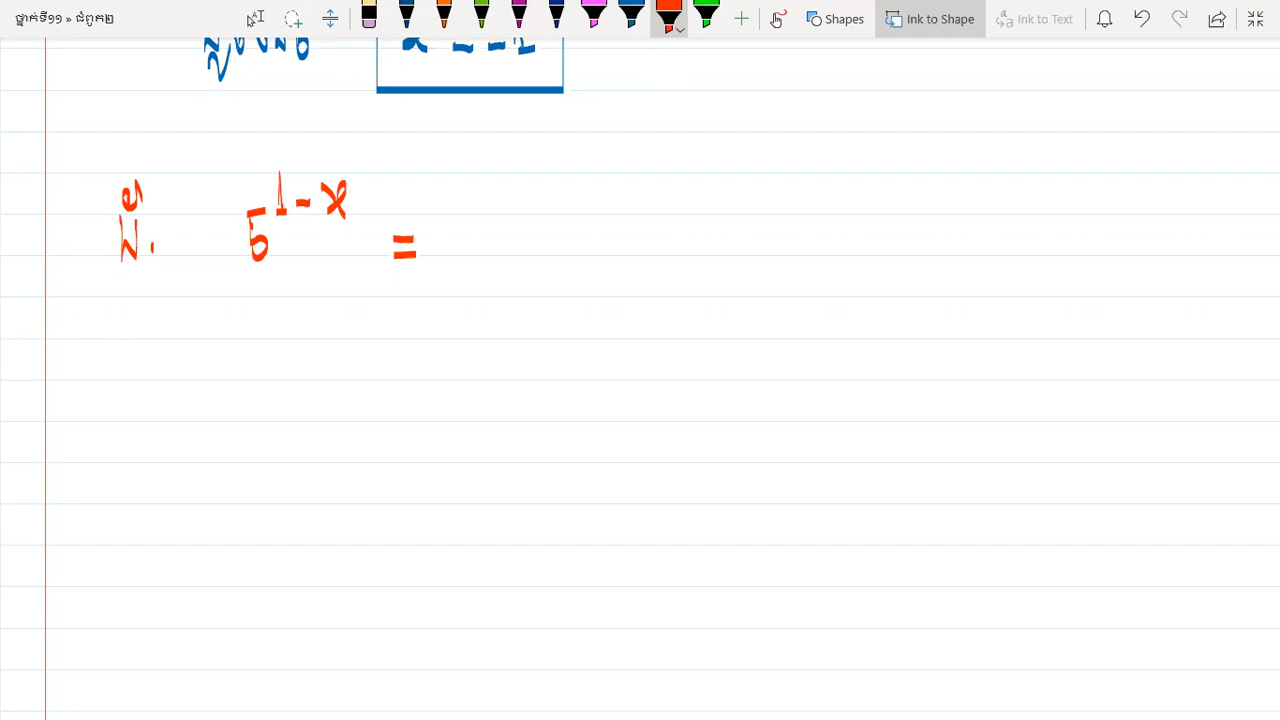 ថ្នាក់ទី១១ » ជំពូក២ Shapes Ink to Shape Ink to Text
x = -1
5^{1-x} =